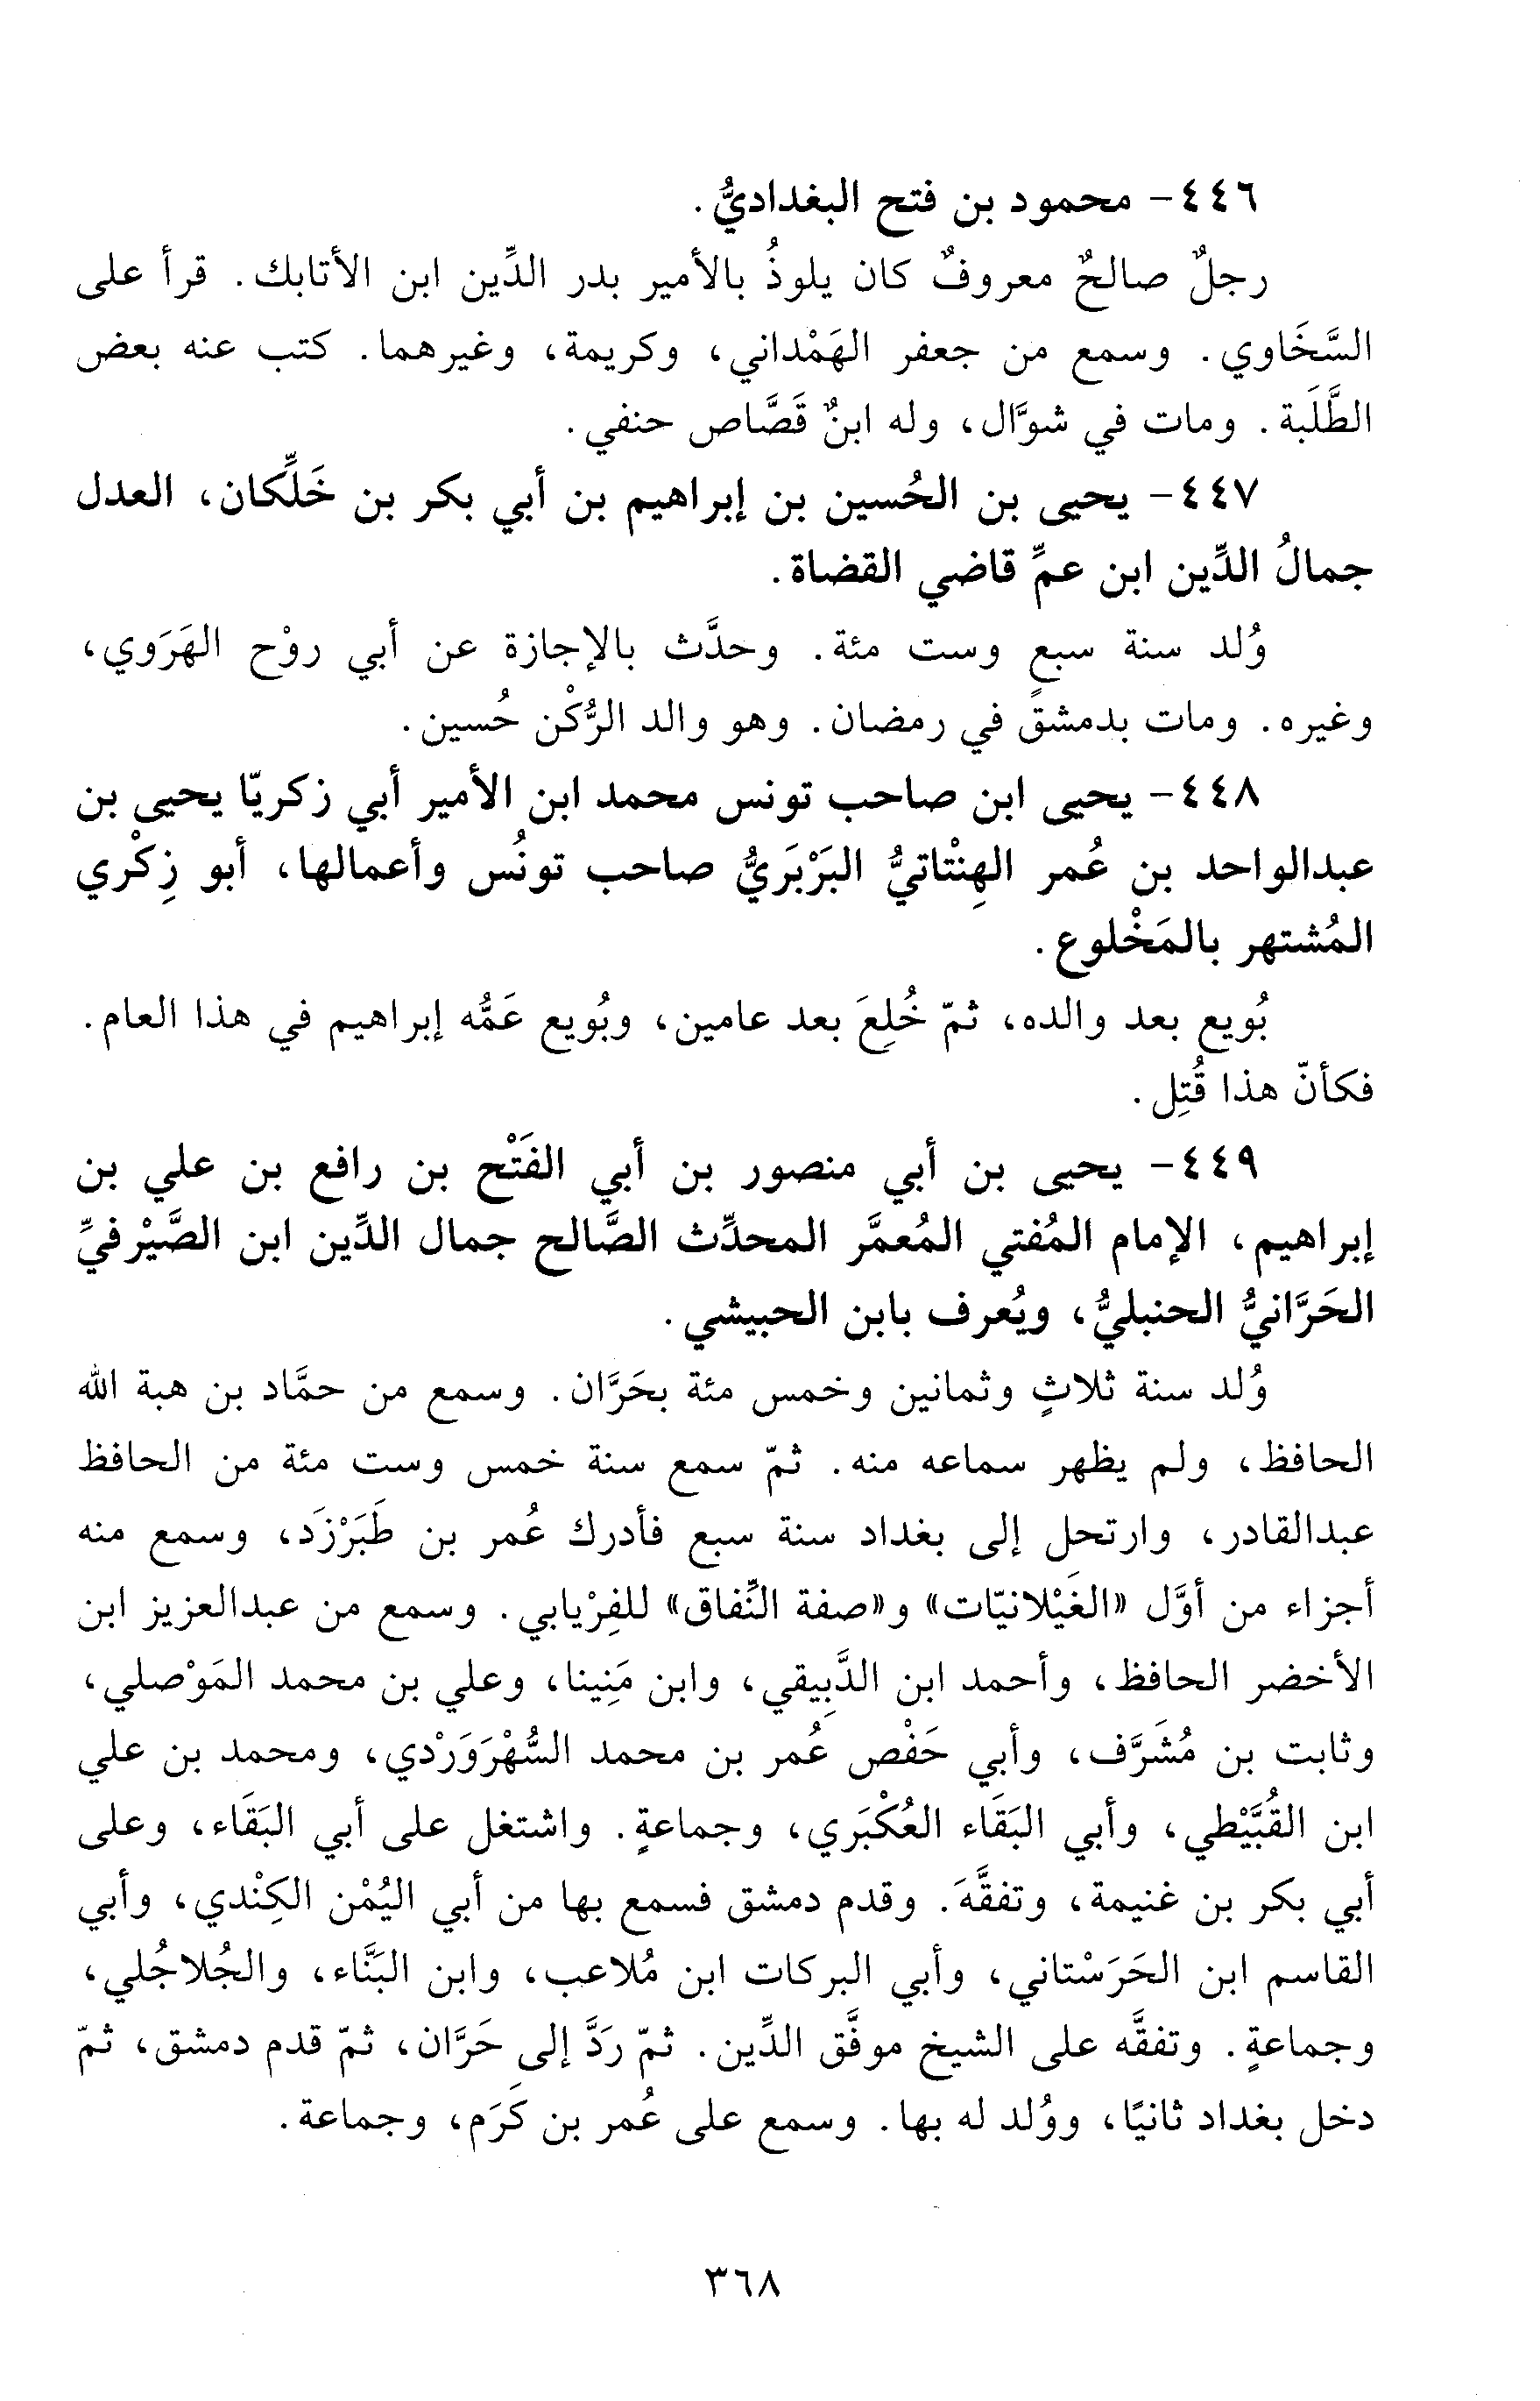 ٤٤٦- محمود بن فتح البغداديُّ.
رجلٌ صالحٌ معروفٌ كان يلوذُ بالأمير بدر الدِّين ابن الأتابك. قرأ على
السَّخَاوي. وسمع من جعفر الهَمْداني، وكريمة، وغيرهما. كتب عنه بعض
الطَّلَبة. ومات في شوَّال، وله ابنٌ قَصَّاص حنفي.
٤٤٧- يحيى بن الحُسين بن إبراهيم بن أبي بكر بن خَلِّكان، العدل
جمالُ الدِّين ابن عمِّ قاضي القضاة.
وُلد سنة سبعٍ وست مئة. وحدَّث بالإجازة عن أبي روْح الهَرَوي،
وغيره. ومات بدمشق في رمضان. وهو والد الرُّكْن حُسين.
٤٤٨- يحيى ابن صاحب تونس محمد ابن الأمير أبي زكريّا يحيى بن
عبدالواحد بن عُمر الهِنْتاتيُّ البَرْبَريُّ صاحب تونُس وأعمالها، أبو زِكْري
المُشتهر بالمَخْلوع.
بُويع بعد والده، ثمّ خُلِعَ بعد عامين، وبُويع عَمُّه إبراهيم في هذا العام.
فكأنّ هذا قُتِل.
٤٤٩- يحيى بن أبي منصور بن أبي الفَتْح بن رافع بن علي بن
إبراهيم، الإمام المُفتي المُعمَّر المحدِّث الصَّالح جمال الدِّين ابن الصَّيْرفيِّ
الحَرَّانيُّ الحنبليُّ، ويُعرف بابن الحبيشي.
وُلد سنة ثلاثٍ وثمانين وخمس مئة بحَرَّان. وسمع من حمَّاد بن هبة الله
الحافظ، ولم يظهر سماعه منه. ثمّ سمع سنة خمس وست مئة من الحافظ
عبدالقادر، وارتحل إلى بغداد سنة سبع فأدرك عُمر بن طَبَرْزَد، وسمع منه
أجزاء من أوَّل «الغَيْلانيّات» و«صفة النِّفاق» للفِرْيابي. وسمع من عبدالعزيز ابن
الأخضر الحافظ، وأحمد ابن الدَّبِيقي، وابن مَنِينا، وعلي بن محمد المَوْصلي،
وثابت بن مُشَرَّف، وأبي حَفْص عُمر بن محمد السُّهْرَوَرْدي، ومحمد بن علي
ابن القُبَّيْطي، وأبي البَقَاء العُكْبَري، وجماعةٍ. واشتغل على أبي البَقَاء، وعلى
أبي بكر بن غنيمة، وتفقَّهَ. وقدم دمشق فسمع بها من أبي اليُمْن الكِنْدي، وأبي
القاسم ابن الحَرَسْتاني، وأبي البركات ابن مُلاعب، وابن البَنَّاء، والجُلاجُلي،
وجماعةٍ. وتفقَّه على الشيخ موفَّق الدِّين. ثمّ رَدَّ إلى حَرَّان، ثمّ قدم دمشق، ثمّ
دخل بغداد ثانيًا، ووُلد له بها. وسمع على عُمر بن كَرَم، وجماعة.
٣٦٨